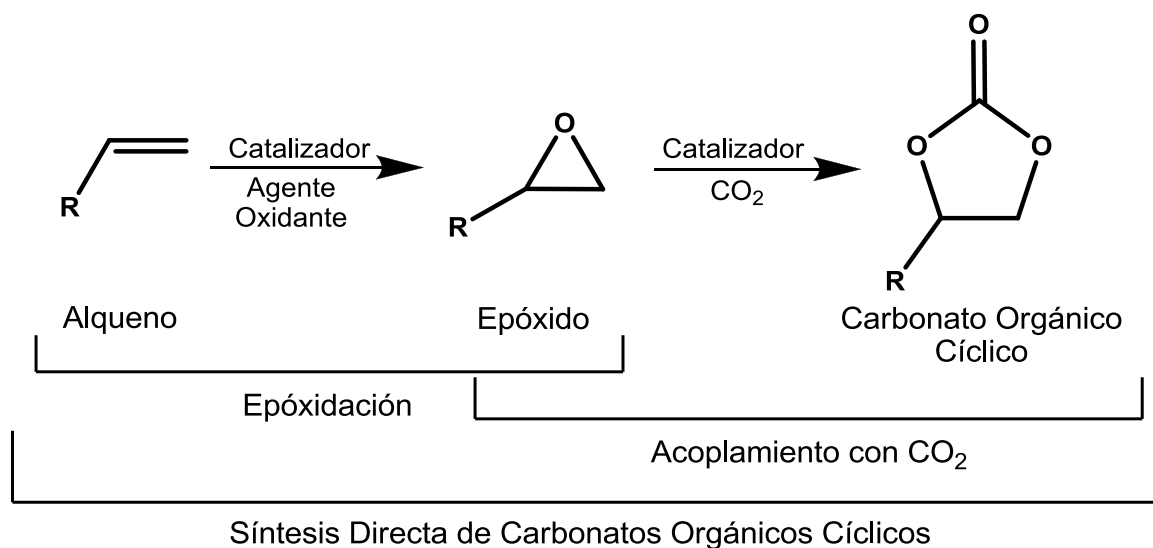 O
O
O
O
R
Catalizador
Agente
Oxidante
R
Catalizador
CO₂
R
Alqueno
Epóxido
Carbonato Orgánico
Cíclico
Epóxidación
Acoplamiento con CO₂
Síntesis Directa de Carbonatos Orgánicos Cíclicos